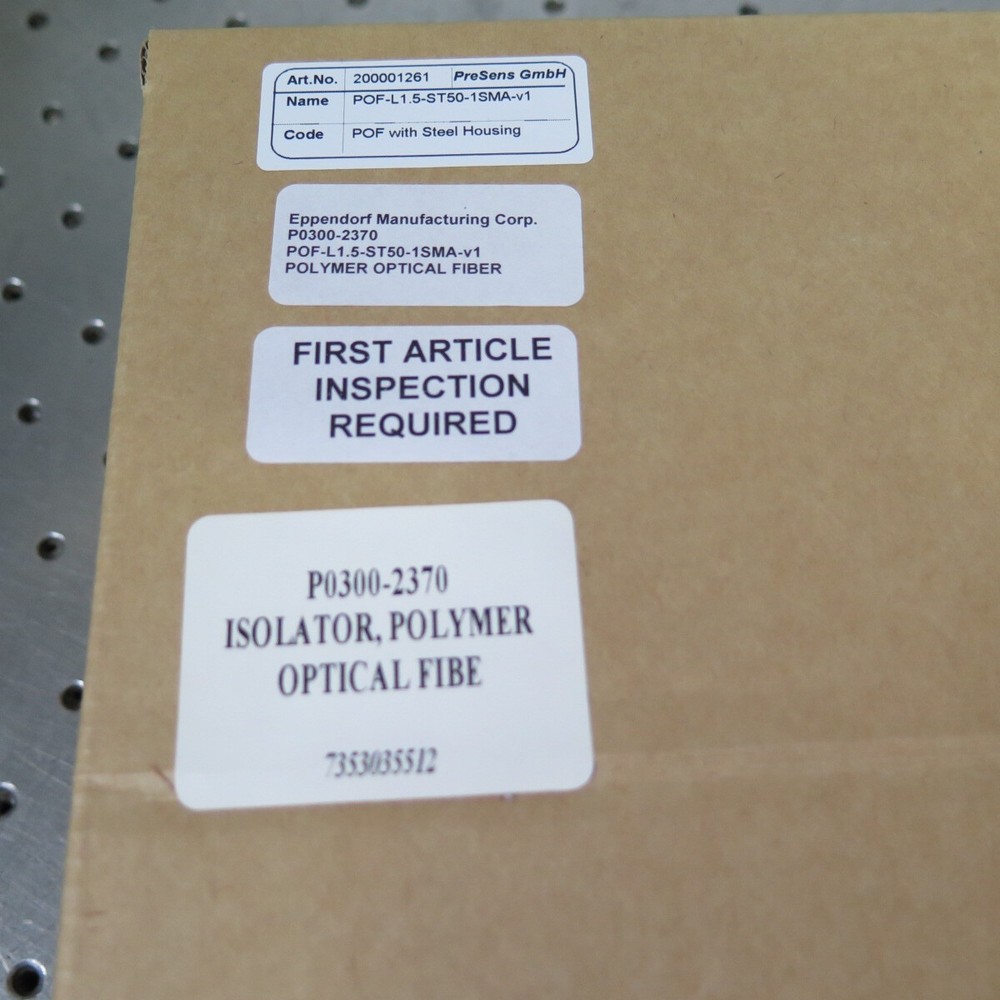 Art.No. 200001261 PreSens GmbH
Name POF-L1.5-ST50-1SMA-v1
Code POF with Steel Housing
Eppendorf Manufacturing Corp.
P0300-2370
POF-L1.5-ST50-1SMA-v1
POLYMER OPTICAL FIBER
FIRST ARTICLE
INSPECTION
REQUIRED
P0300-2370
ISOLATOR, POLYMER
OPTICAL FIBE
7353035512